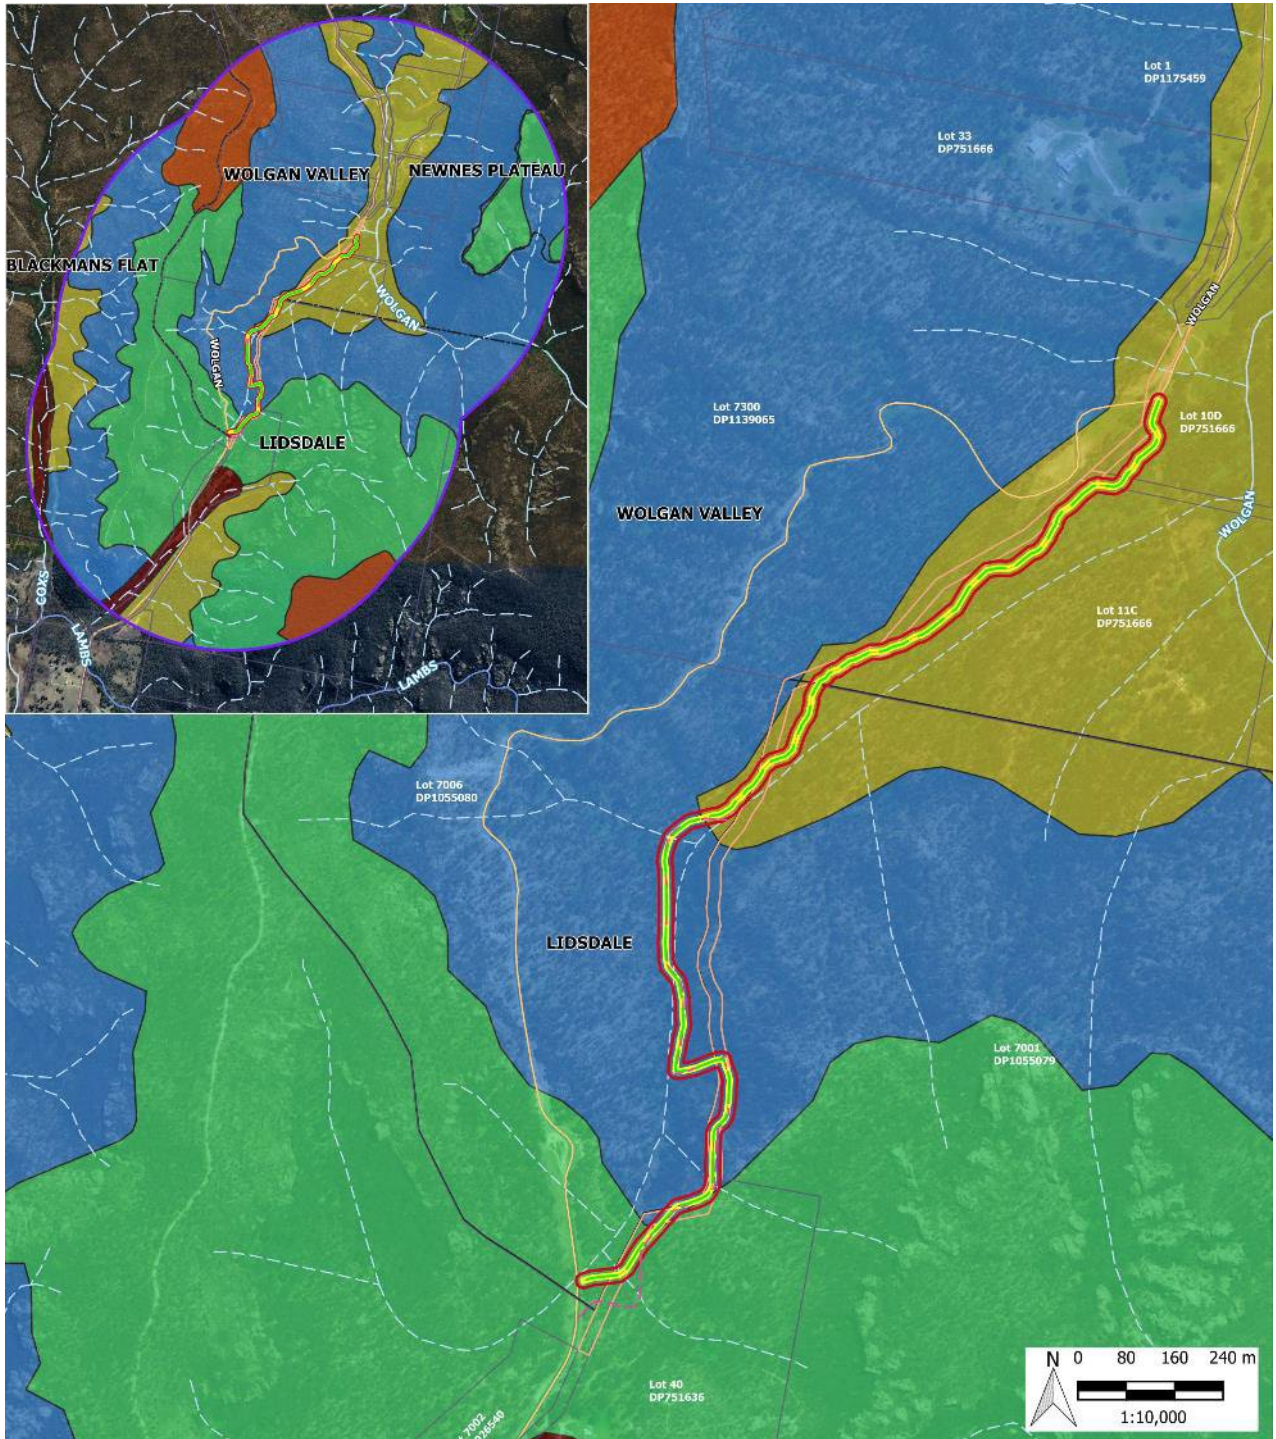 WOLGAN VALLEY
NEWNES PLATEAU
BLACKMANS FLAT
WOLGAN
WOLGAN
LIDSDALE
COXS
LAMBS
LAMBS
Lot 1
DP1175459
Lot 33
DP751666
WOLGAN
Lot 7300
DP1139065
Lot 10D
DP751666
WOLGAN VALLEY
WOLGAN
Lot 11C
DP751666
Lot 7006
DP1055080
LIDSDALE
Lot 7001
DP1055079
Lot 40
DP751636
7002
026540
N 0 80 160 240 m
1:10,000